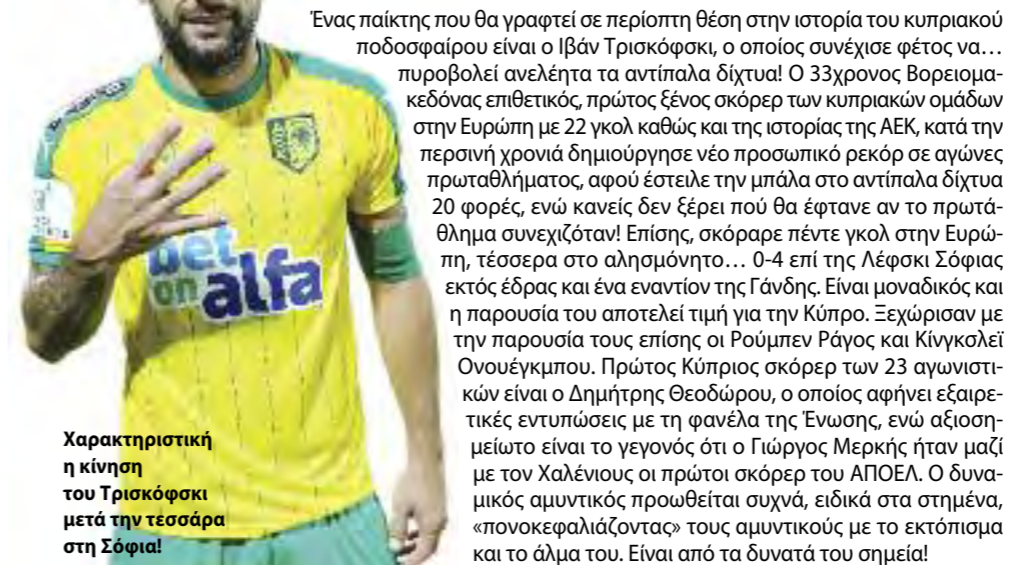 Ένας παίκτης που θα γραφτεί σε περίοπτη θέση στην ιστορία του κυπριακού
ποδοσφαίρου είναι ο Ιβάν Τρισκόφσκι, ο οποίος συνέχισε φέτος να…
πυροβολεί ανελέητα τα αντίπαλα δίχτυα! Ο 33χρονος Βορειομα-
κεδόνας επιθετικός, πρώτος ξένος σκόρερ των κυπριακών ομάδων
στην Ευρώπη με 22 γκολ καθώς και της ιστορίας της ΑΕΚ, κατά την
περσινή χρονιά δημιούργησε νέο προσωπικό ρεκόρ σε αγώνες
πρωταθλήματος, αφού έστειλε την μπάλα στο αντίπαλα δίχτυα
20 φορές, ενώ κανείς δεν ξέρει πού θα έφτανε αν το πρωτά-
θλημα συνεχιζόταν! Επίσης, σκόραρε πέντε γκολ στην Ευρώ-
πη, τέσσερα στο αλησμόνητο… 0-4 επί της Λέφσκι Σόφιας
εκτός έδρας και ένα εναντίον της Γάνδης. Είναι μοναδικός και
η παρουσία του αποτελεί τιμή για την Κύπρο. Ξεχώρισαν με
την παρουσία τους επίσης οι Ρούμπεν Ράγος και Κίνγκσλεϊ
Ονουέγκμπου. Πρώτος Κύπριος σκόρερ των 23 αγωνιστι-
κών είναι ο Δημήτρης Θεοδώρου, ο οποίος αφήνει εξαιρε-
τικές εντυπώσεις με τη φανέλα της Ένωσης, ενώ αξιοση-
μείωτο είναι το γεγονός ότι ο Γιώργος Μερκής ήταν μαζί
με τον Χαλένιους οι πρώτοι σκόρερ του ΑΠΟΕΛ. Ο δυνα-
μικός αμυντικός προωθείται συχνά, ειδικά στα στημένα,
«πονοκεφαλιάζοντας» τους αμυντικούς με το εκτόπισμα
και το άλμα του. Είναι από τα δυνατά του σημεία!
bet
on alfa
Χαρακτηριστική
η κίνηση
του Τρισκόφσκι
μετά την τεσσάρα
στη Σόφια!